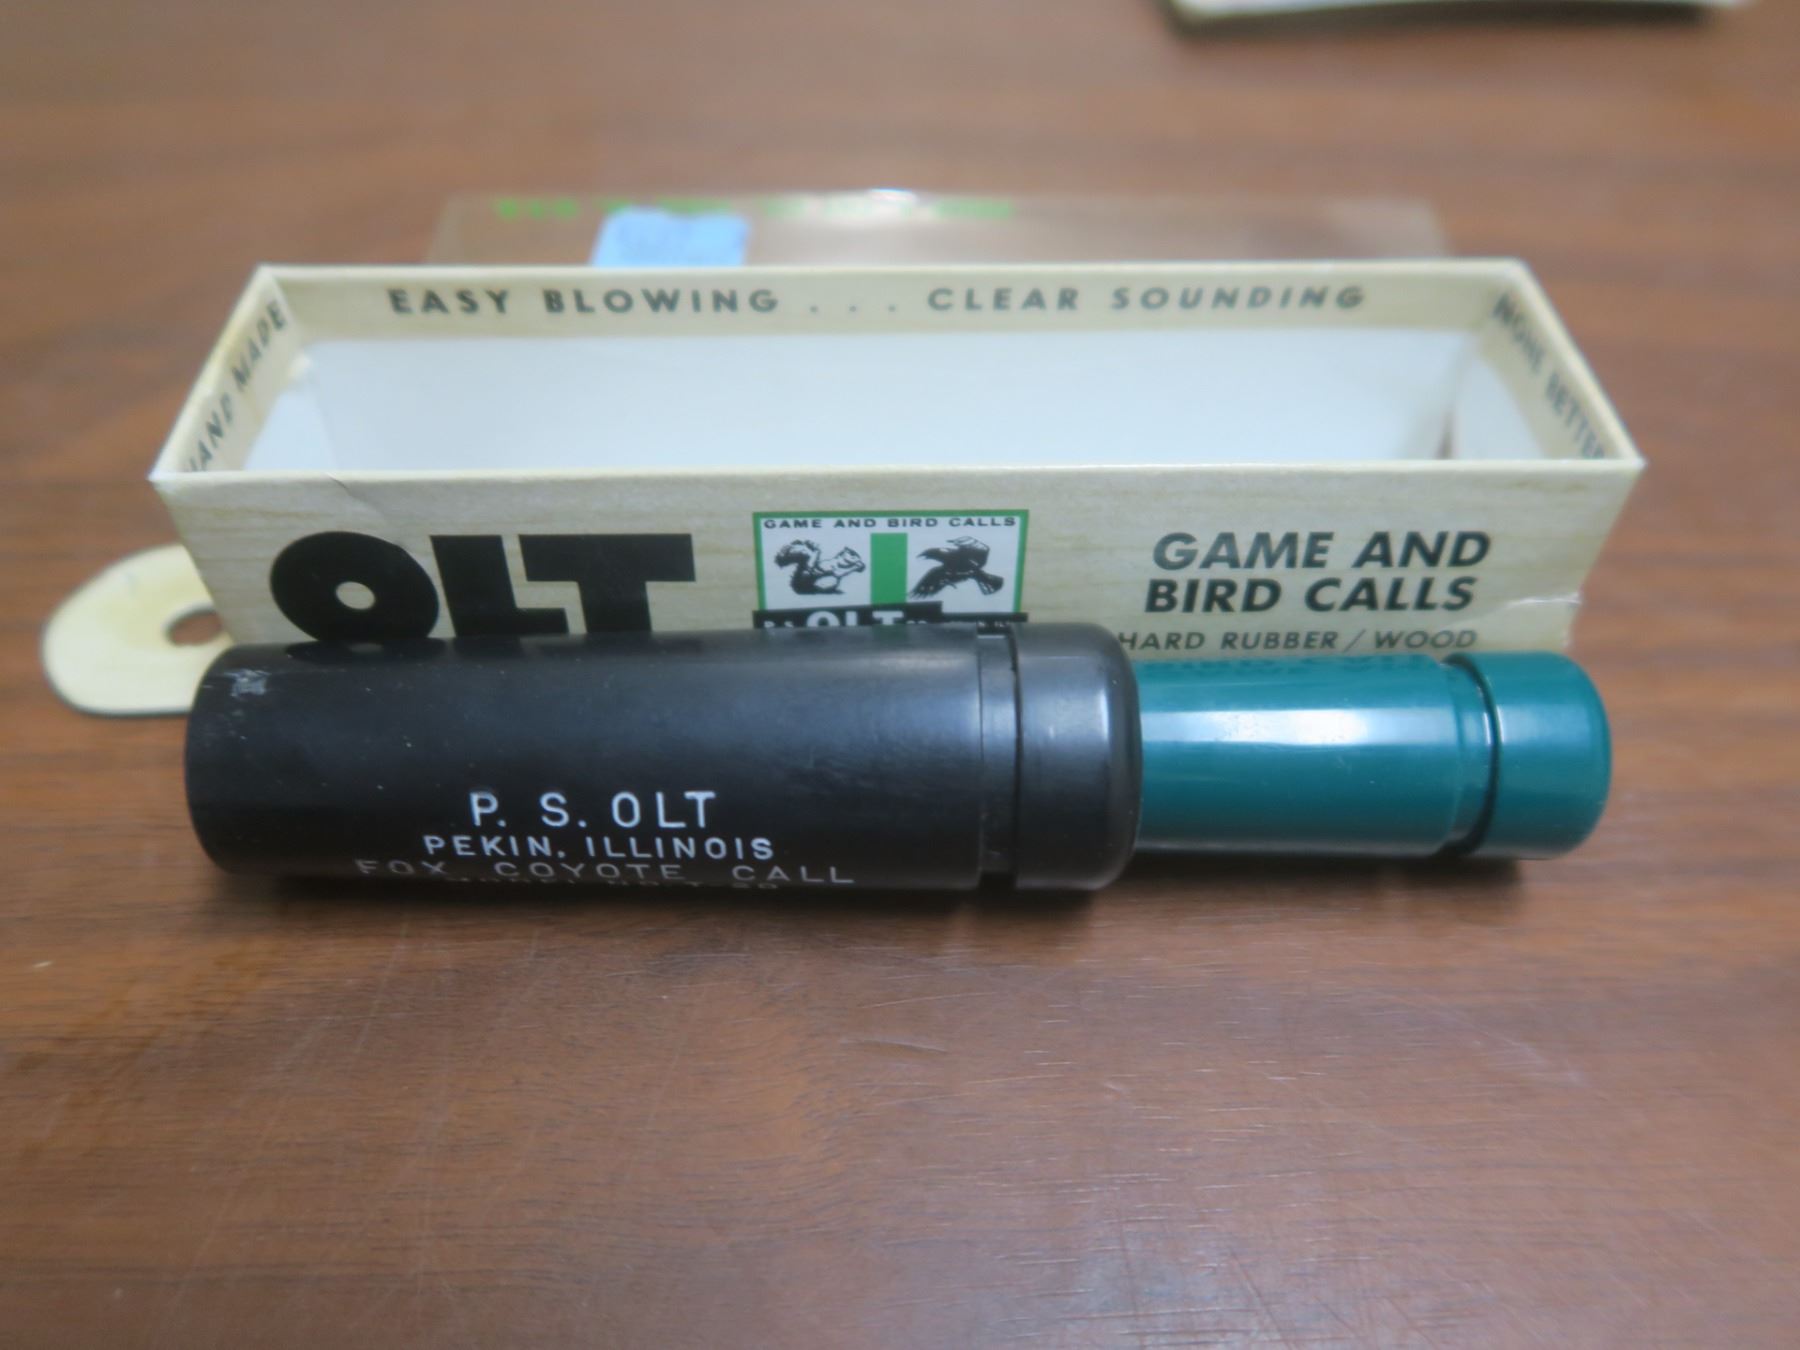 EASY BLOWING . . . CLEAR SOUNDING
HAND MADE
NONE BETTER
OLT
GAME AND BIRD CALLS
P.S. OLT
GAME AND
BIRD CALLS
HARD RUBBER / WOOD
P. S. OLT
PEKIN, ILLINOIS
FOX COYOTE CALL